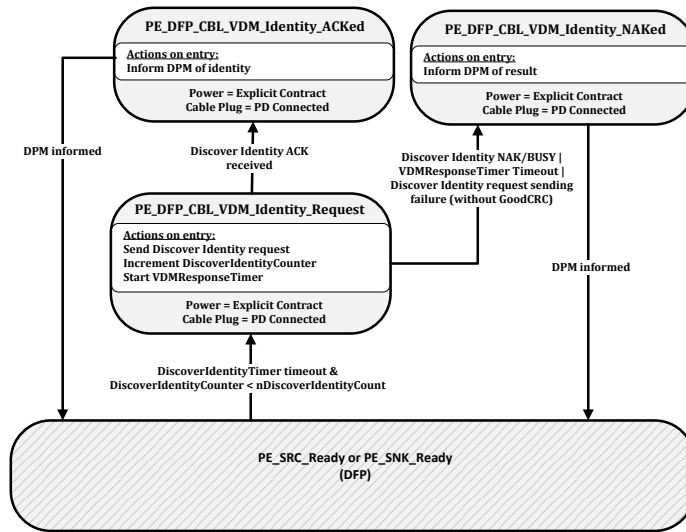 PE_DFP_CBL_VDM_Identity_ACKed
Actions on entry:
Inform DPM of identity
Power = Explicit Contract
Cable Plug = PD Connected
PE_DFP_CBL_VDM_Identity_NAKed
Actions on entry:
Inform DPM of result
Power = Explicit Contract
Cable Plug = PD Connected
DPM informed
Discover Identity ACK
received
Discover Identity NAK/BUSY |
VDMResponseTimer Timeout |
Discover Identity request sending
failure (without GoodCRC)
PE_DFP_CBL_VDM_Identity_Request
Actions on entry:
Send Discover Identity request
Increment DiscoverIdentityCounter
Start VDMResponseTimer
Power = Explicit Contract
Cable Plug = PD Connected
DPM informed
DiscoverIdentityTimer timeout &
DiscoverIdentityCounter < nDiscoverIdentityCount
PE_SRC_Ready or PE_SNK_Ready
(DFP)